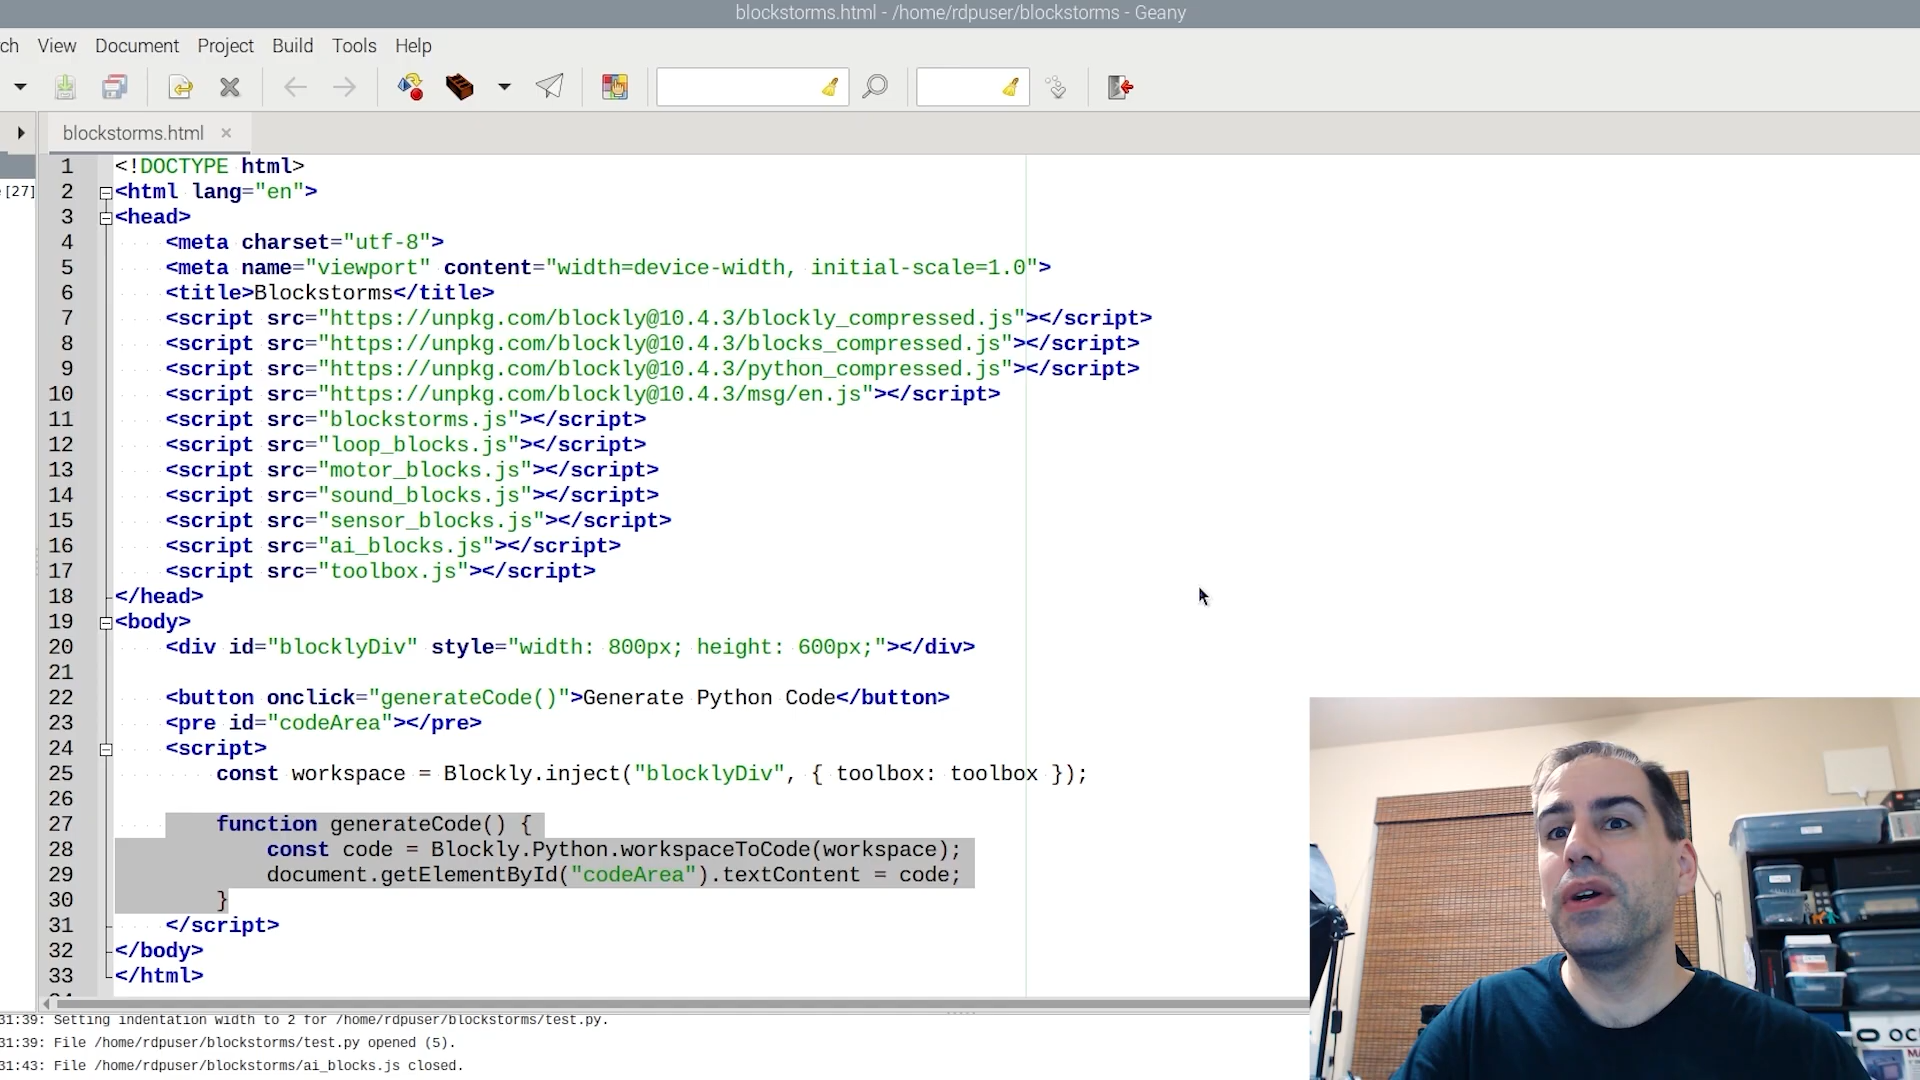 blockstorms.html - /home/rdpuser/blockstorms - Geany
ch View Document Project Build Tools Help
blockstorms.html
[27]
1 <!DOCTYPE html>
2 <html lang="en">
3 <head>
4 <meta charset="utf-8">
5 <meta name="viewport" content="width=device-width, initial-scale=1.0">
6 <title>Blockstorms</title>
7 <script src="https://unpkg.com/blockly@10.4.3/blockly_compressed.js"></script>
8 <script src="https://unpkg.com/blockly@10.4.3/blocks_compressed.js"></script>
9 <script src="https://unpkg.com/blockly@10.4.3/python_compressed.js"></script>
10 <script src="https://unpkg.com/blockly@10.4.3/msg/en.js"></script>
11 <script src="blockstorms.js"></script>
12 <script src="loop_blocks.js"></script>
13 <script src="motor_blocks.js"></script>
14 <script src="sound_blocks.js"></script>
15 <script src="sensor_blocks.js"></script>
16 <script src="ai_blocks.js"></script>
17 <script src="toolbox.js"></script>
18 </head>
19 <body>
20 <div id="blocklyDiv" style="width: 800px; height: 600px;"></div>
21
22 <button onclick="generateCode()">Generate Python Code</button>
23 <pre id="codeArea"></pre>
24 <script>
25 const workspace = Blockly.inject("blocklyDiv", { toolbox: toolbox });
26
27 function generateCode() {
28 const code = Blockly.Python.workspaceToCode(workspace);
29 document.getElementById("codeArea").textContent = code;
30 }
31 </script>
32 </body>
33 </html>
31:39: Setting indentation width to 2 for /home/rdpuser/blockstorms/test.py.
31:39: File /home/rdpuser/blockstorms/test.py opened (5).
31:43: File /home/rdpuser/blockstorms/ai_blocks.js closed.